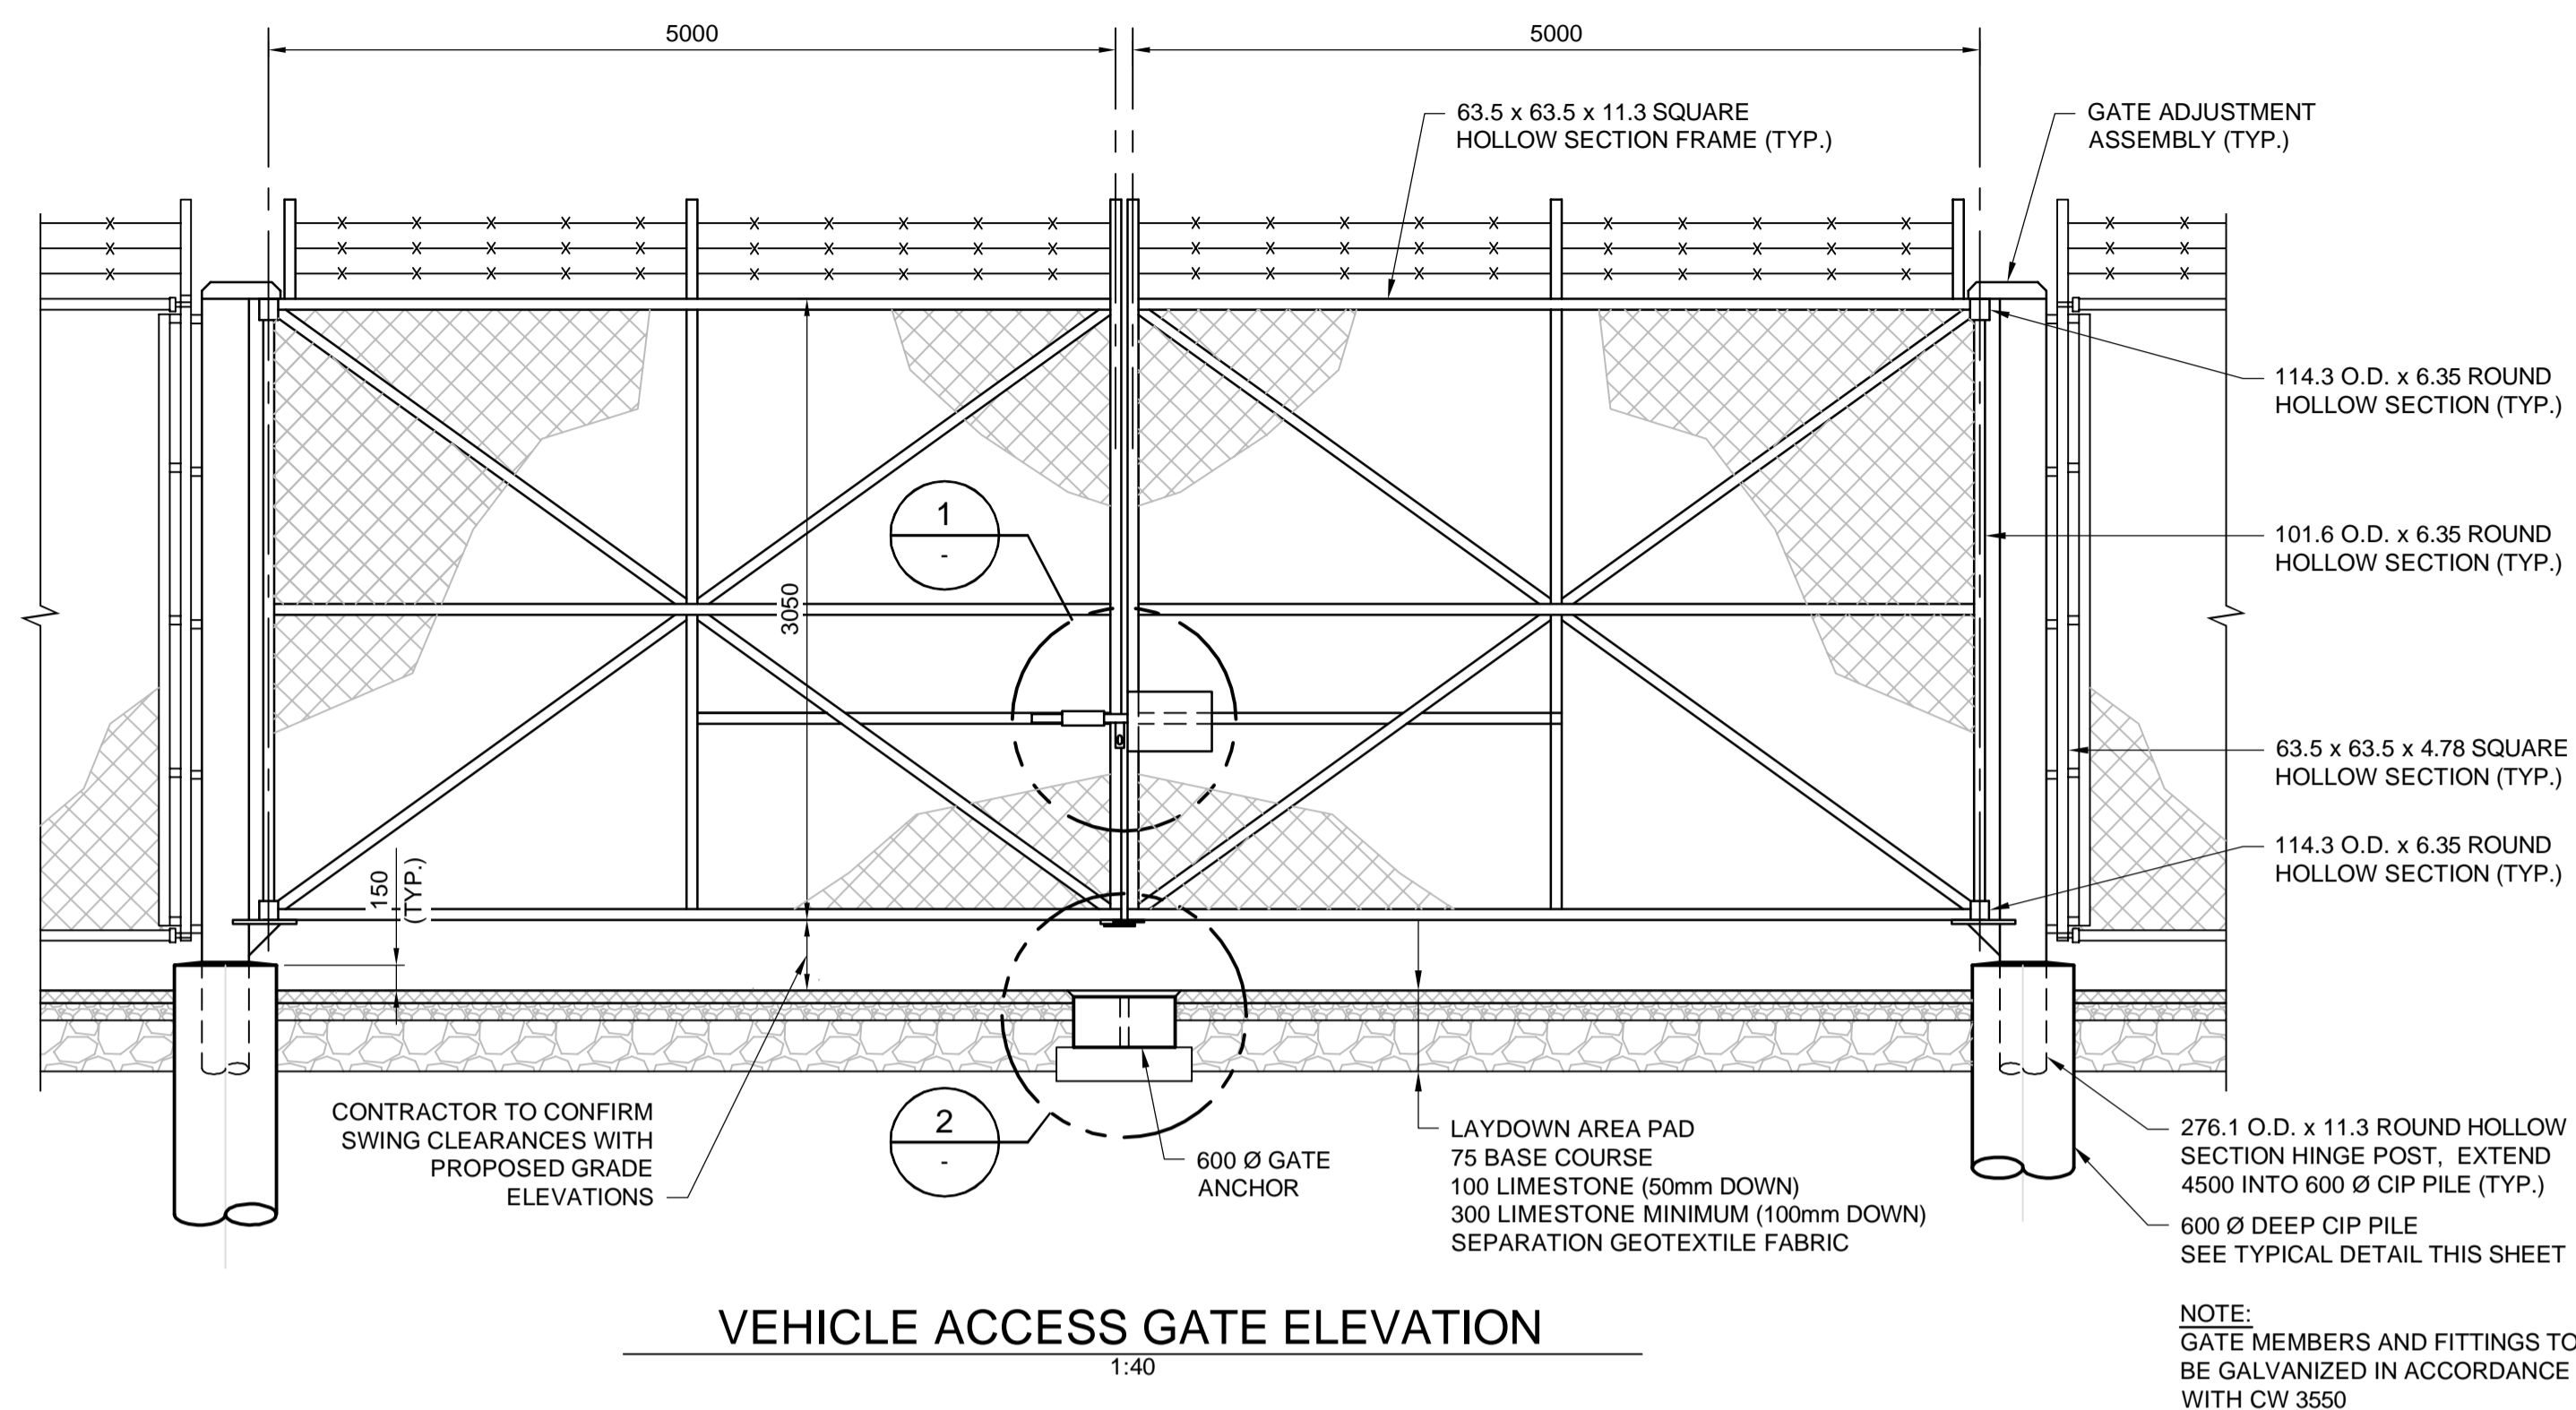 5000
5000
63.5 x 63.5 x 11.3 SQUARE
HOLLOW SECTION FRAME (TYP.)
GATE ADJUSTMENT
ASSEMBLY (TYP.)
114.3 O.D. x 6.35 ROUND
HOLLOW SECTION (TYP.)
1
-
101.6 O.D. x 6.35 ROUND
HOLLOW SECTION (TYP.)
3050
63.5 x 63.5 x 4.78 SQUARE
HOLLOW SECTION (TYP.)
114.3 O.D. x 6.35 ROUND
HOLLOW SECTION (TYP.)
150
(TYP.)
CONTRACTOR TO CONFIRM
SWING CLEARANCES WITH
PROPOSED GRADE
ELEVATIONS
2
-
600 Ø GATE
ANCHOR
LAYDOWN AREA PAD
75 BASE COURSE
100 LIMESTONE (50mm DOWN)
300 LIMESTONE MINIMUM (100mm DOWN)
SEPARATION GEOTEXTILE FABRIC
276.1 O.D. x 11.3 ROUND HOLLOW
SECTION HINGE POST, EXTEND
4500 INTO 600 Ø CIP PILE (TYP.)
600 Ø DEEP CIP PILE
SEE TYPICAL DETAIL THIS SHEET
VEHICLE ACCESS GATE ELEVATION
1:40
NOTE:
GATE MEMBERS AND FITTINGS TO
BE GALVANIZED IN ACCORDANCE
WITH CW 3550